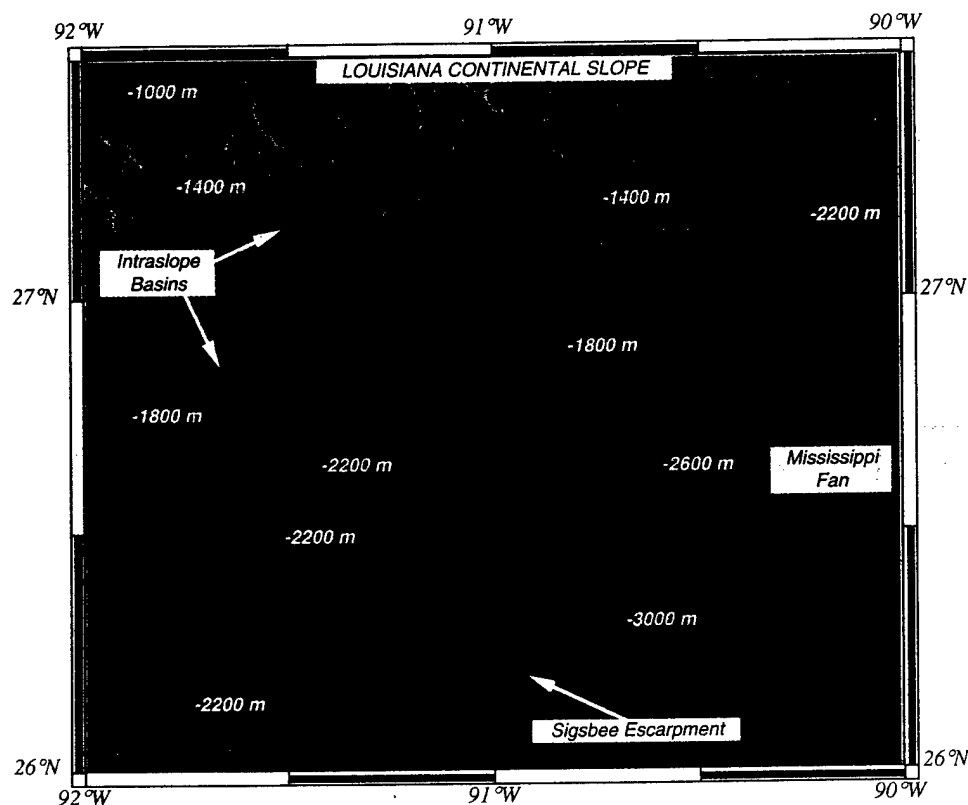 92°W
91°W
90°W
LOUISIANA CONTINENTAL SLOPE
-1000 m
-1400 m
-1400 m
-2200 m
Intraslope
Basins
27°N
27°N
-1800 m
-1800 m
-2200 m
-2600 m
Mississippi
Fan
-2200 m
-3000 m
-2200 m
Sigsbee Escarpment
26°N
26°N
92°W
91°W
90°W